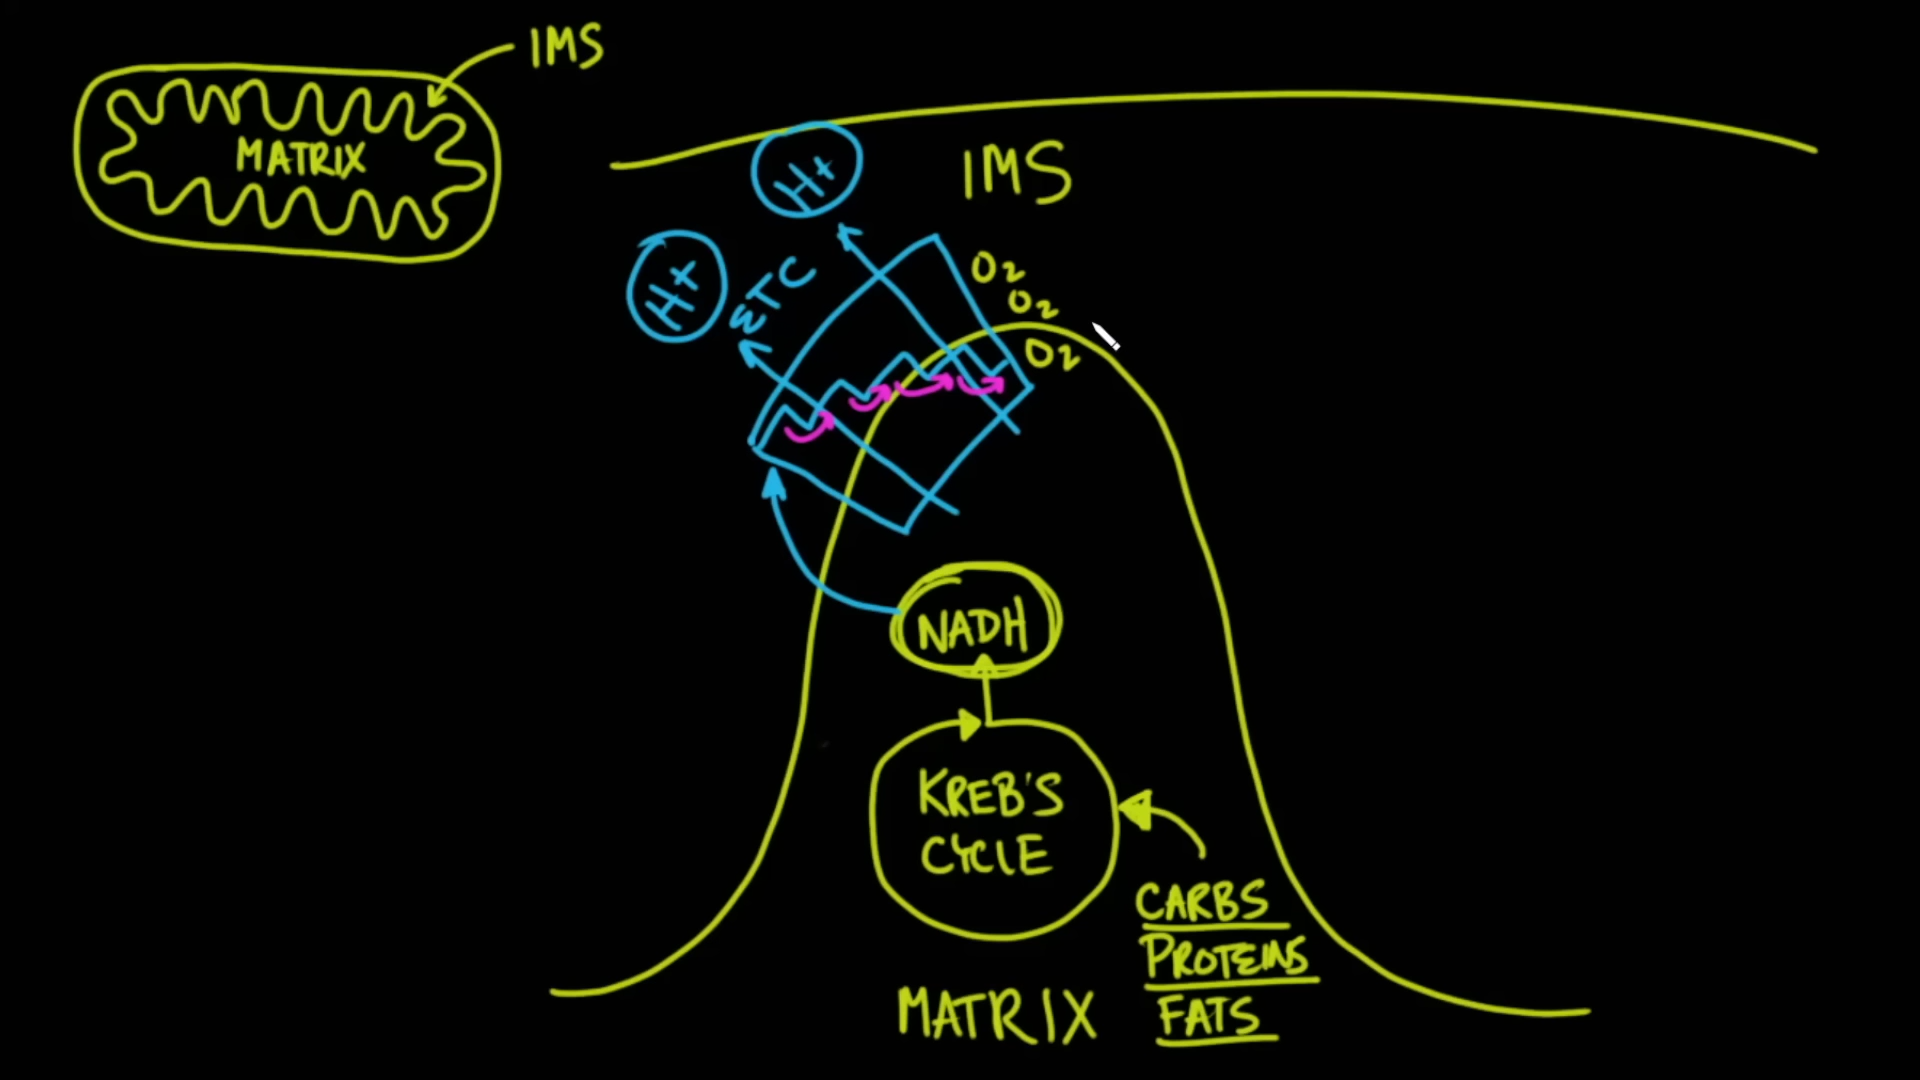 IMS
MATRIX
H+
IMS
H+
ETC
O2
O2
O2
NADH
KREB'S
CYCLE
CARBS
PROTEINS
FATS
MATRIX